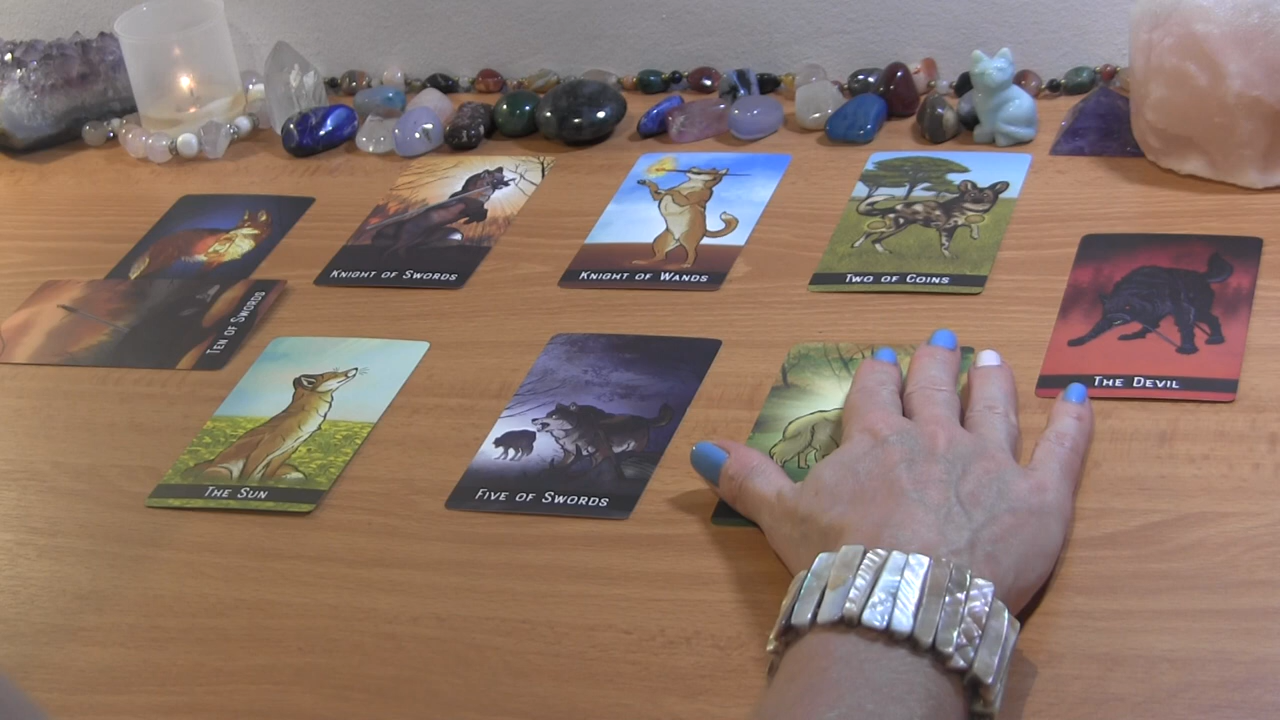 Knight of Swords
Knight of Wands
Two of Coins
Ten of Swords
The Devil
The Sun
Five of Swords